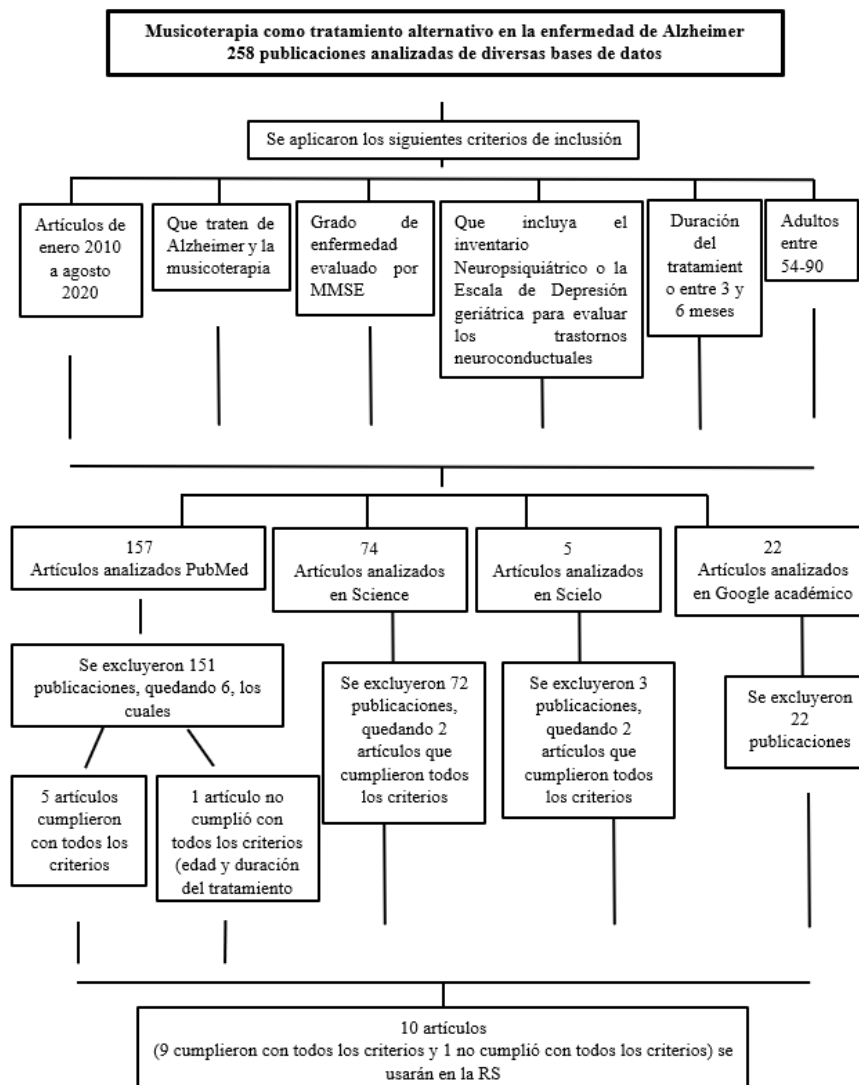 Musicoterapia como tratamiento alternativo en la enfermedad de Alzheimer
258 publicaciones analizadas de diversas bases de datos
Se aplicaron los siguientes criterios de inclusión
Artículos de
enero 2010
a agosto
2020
Que traten de
Alzheimer y la
musicoterapia
Grado de
enfermedad
evaluado por
MMSE
Que incluya el
inventario
Neuropsiquiátrico o la
Escala de Depresión
geriátrica para evaluar
los trastornos
neuroconductuales
Duración
del
tratamient
o entre 3 y
6 meses
Adultos
entre
54-90
157
Artículos analizados PubMed
74
Artículos analizados
en Science
5
Artículos analizados
en Scielo
22
Artículos analizados
en Google académico
Se excluyeron 151
publicaciones, quedando 6, los
cuales
Se excluyeron 72
publicaciones,
quedando 2
artículos que
cumplieron todos
los criterios
Se excluyeron 3
publicaciones,
quedando 2
artículos que
cumplieron todos
los criterios
Se excluyeron
22
publicaciones
5 artículos
cumplieron
con todos los
criterios
1 artículo no
cumplió con
todos los criterios
(edad y duración
del tratamiento
10 artículos
(9 cumplieron con todos los criterios y 1 no cumplió con todos los criterios) se
usarán en la RS